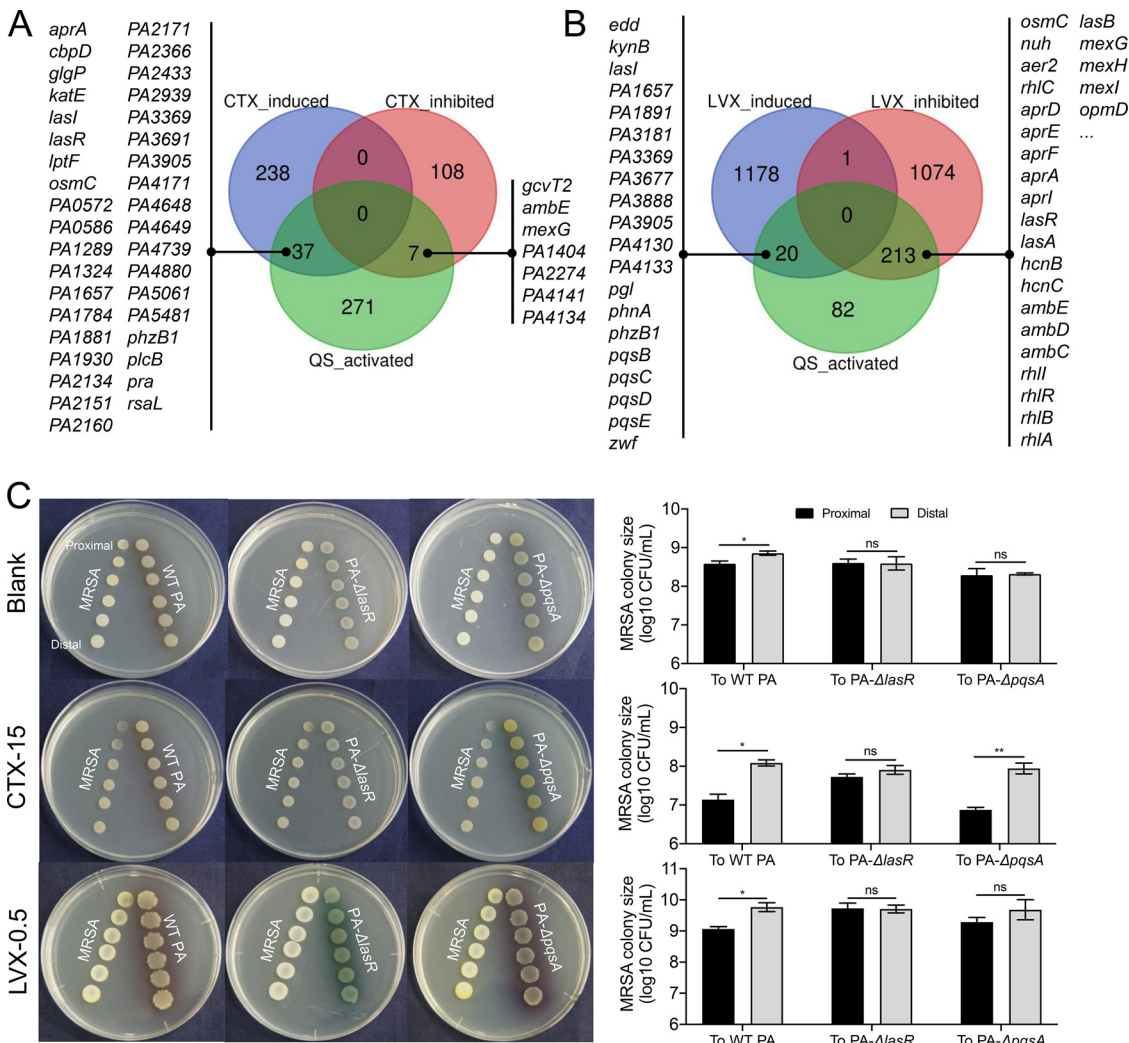 A
aprA PA2171
cbpD PA2366
glgP PA2433
katE PA2939
lasI PA3369
lasR PA3691
lptF PA3905
osmC PA4171
PA0572 PA4648
PA0586 PA4649
PA1289 PA4739
PA1324 PA4880
PA1657 PA5061
PA1784 PA5481
PA1881 phzB1
PA1930 plcB
PA2134 pra
PA2151 rsaL
PA2160
CTX_induced CTX_inhibited
0
238 108
0
37 7
271
QS_activated
gcvT2
ambE
mexG
PA1404
PA2274
PA4141
PA4134
B
edd
kynB
lasI
PA1657
PA1891
PA3181
PA3369
PA3677
PA3888
PA3905
PA4130
PA4133
pgl
phnA
phzB1
pqsB
pqsC
pqsD
pqsE
zwf
LVX_induced LVX_inhibited
1
1178 1074
0
20 213
82
QS_activated
osmC lasB
nuh mexG
aer2 mexH
rhlC mexI
aprD opmD
aprE ...
aprF
aprA
aprI
lasR
lasA
hcnB
hcnC
ambE
ambD
ambC
rhlI
rhlR
rhlB
rhlA
C
Blank
Proximal
MRSA WT PA
Distal
MRSA PA-ΔlasR
MRSA PA-ΔpqsA
CTX-15
MRSA WT PA
MRSA PA-ΔlasR
MRSA PA-ΔpqsA
LVX-0.5
MRSA WT PA
MRSA PA-ΔlasR
MRSA PA-ΔpqsA
Proximal Distal
MRSA colony size
(log10 CFU/mL)
10
9
8
7
6
* ns ns
To WT PA To PA-ΔlasR To PA-ΔpqsA
MRSA colony size
(log10 CFU/mL)
10
9
8
7
6
* ns **
To WT PA To PA-ΔlasR To PA-ΔpqsA
MRSA colony size
(log10 CFU/mL)
11
10
9
8
7
6
* ns ns
To WT PA To PA-ΔlasR To PA-ΔpqsA